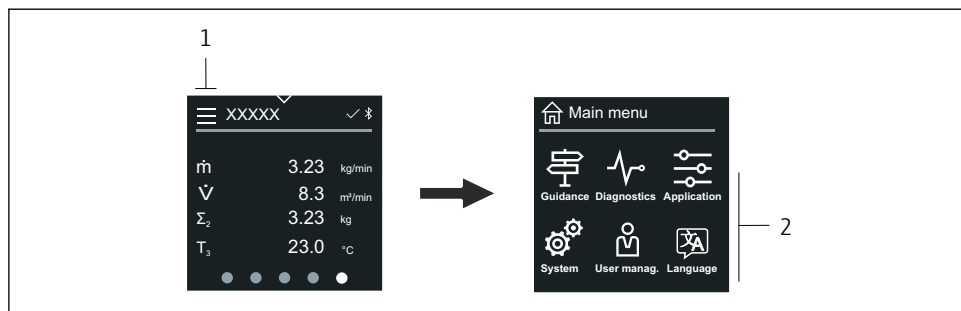 1
XXXXX
ṁ 3.23 kg/min
V̇ 8.3 m³/min
Σ₂ 3.23 kg
T₃ 23.0 °C
Main menu
Guidance Diagnostics Application
System User manag. Language
2